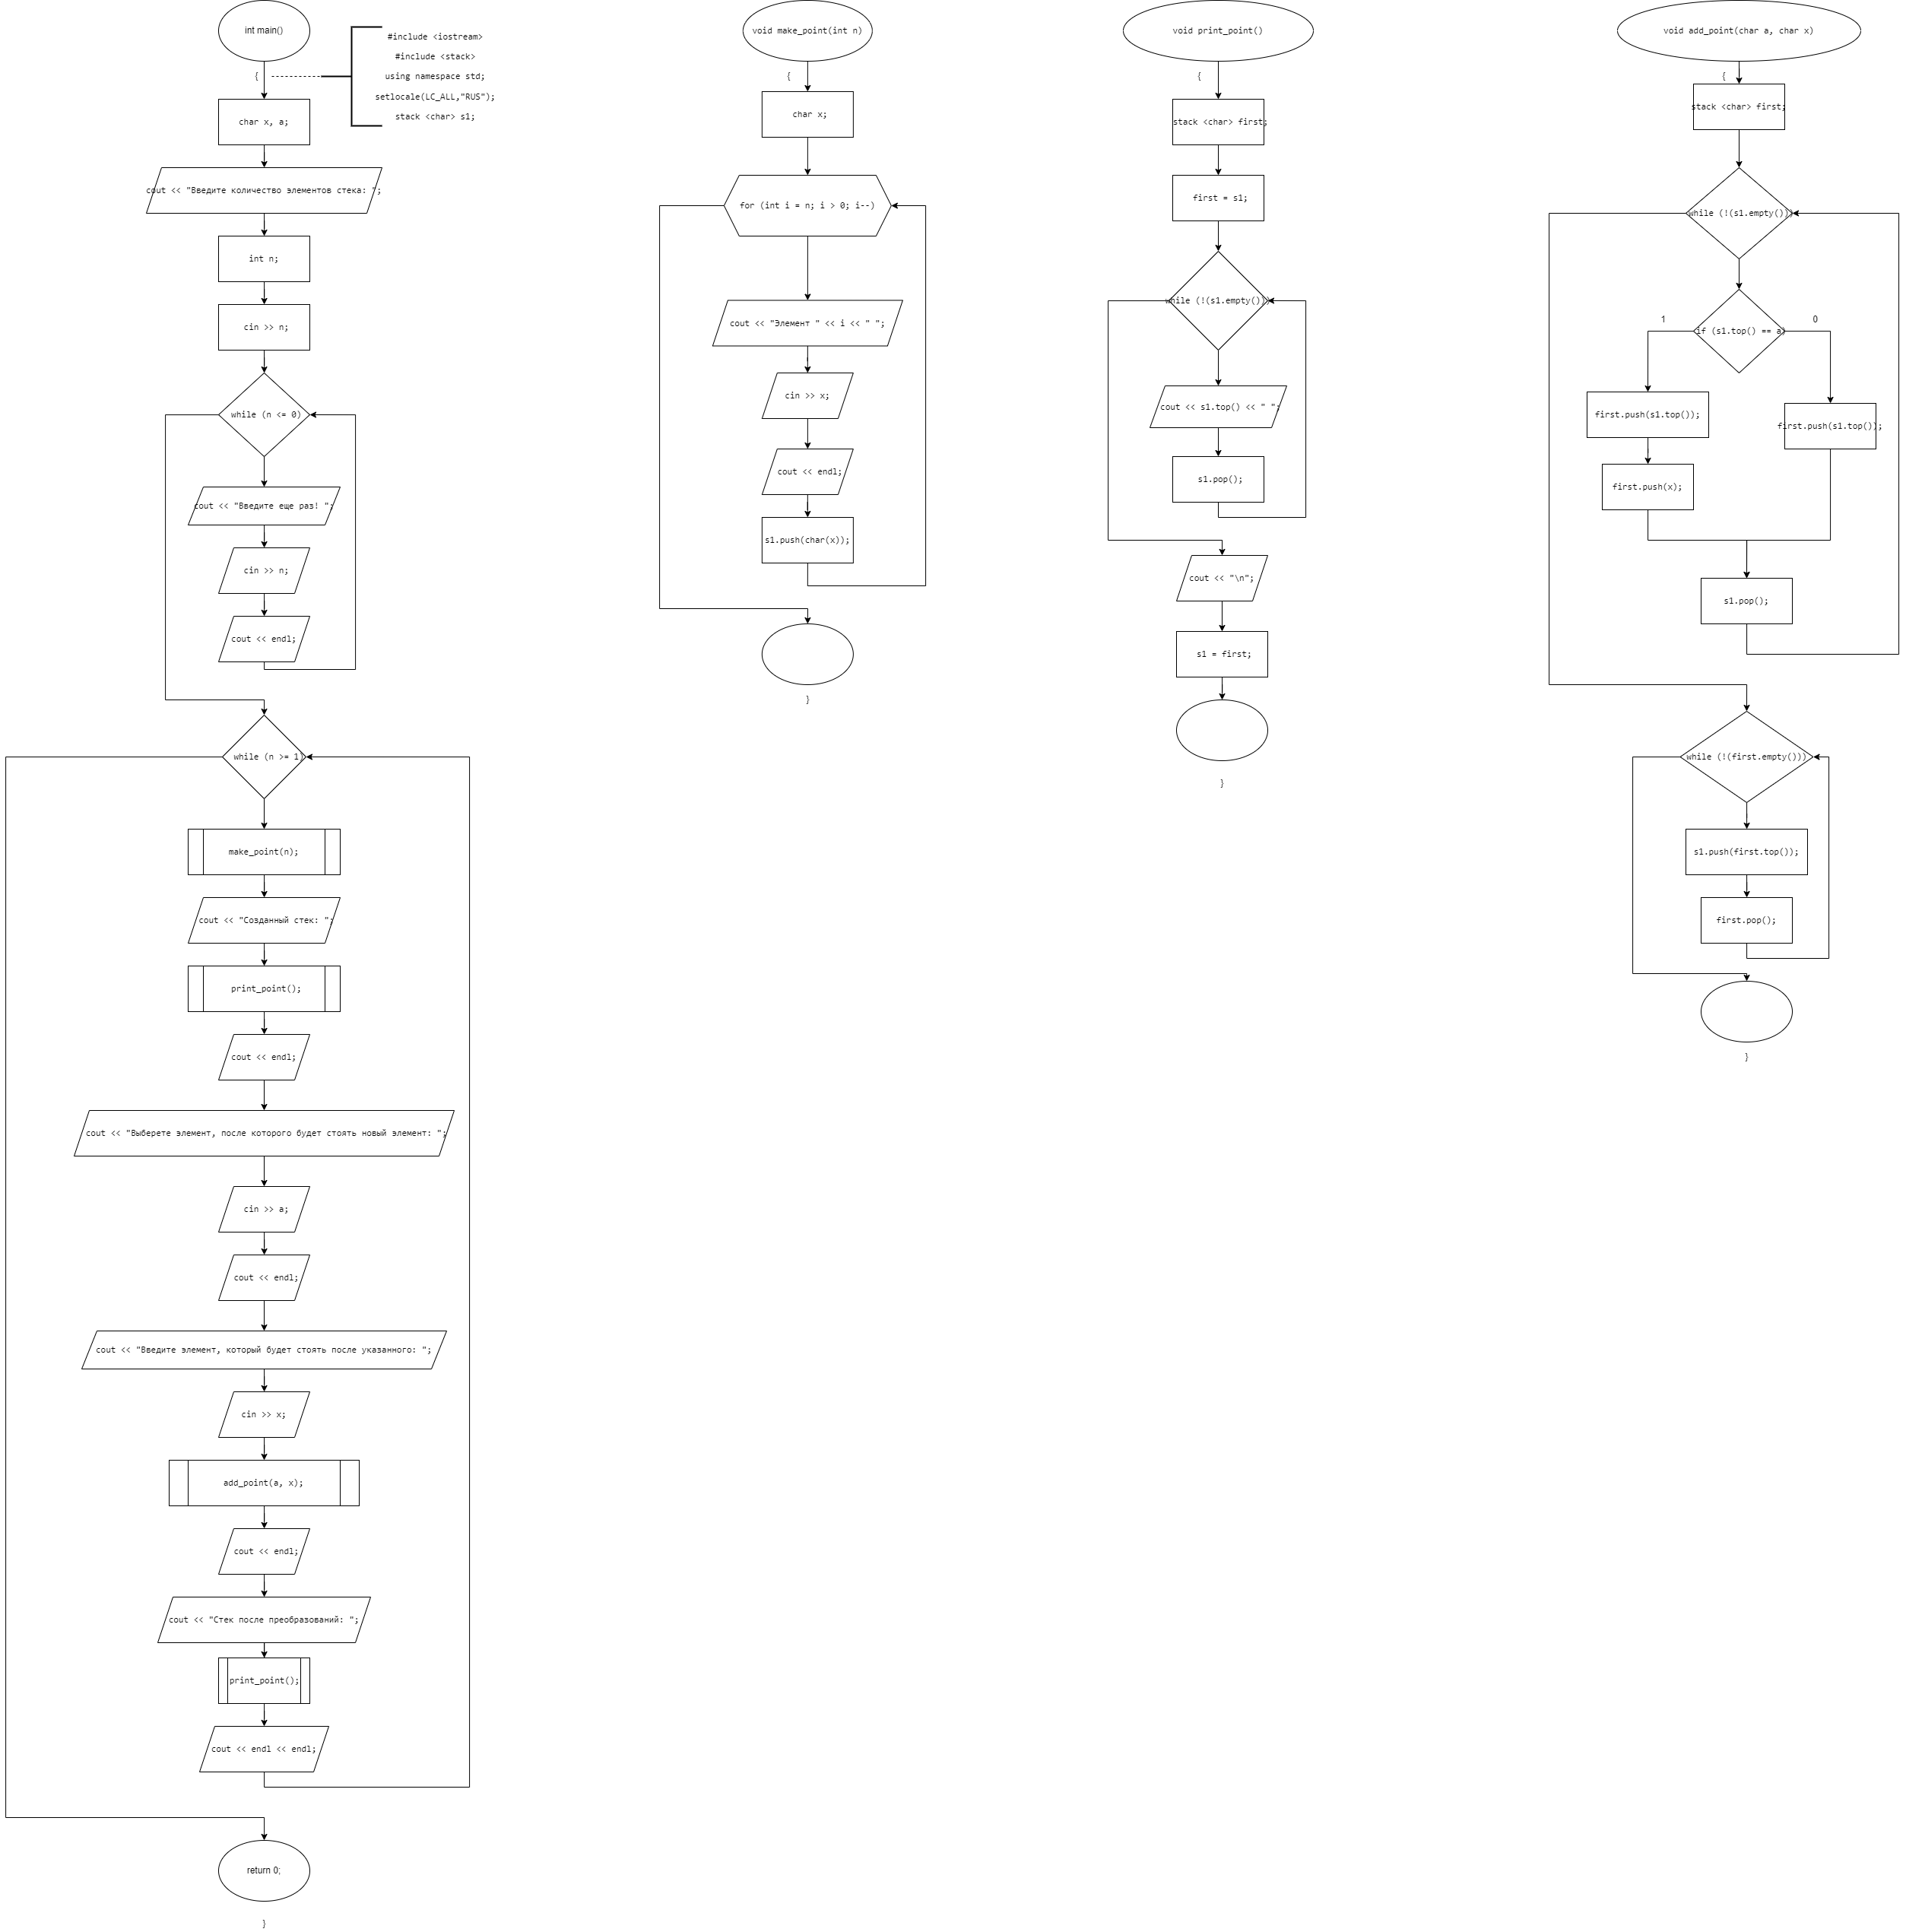 int main()
{
#include <iostream>
#include <stack>
using namespace std;
setlocale(LC_ALL,"RUS");
stack <char> s1;
char x, a;
cout << "Введите количество элементов стека: ";
int n;
cin >> n;
while (n <= 0)
cout << "Введите еще раз! ";
cin >> n;
cout << endl;
while (n >= 1)
make_point(n);
cout << "Созданный стек: ";
print_point();
cout << endl;
cout << "Выберете элемент, после которого будет стоять новый элемент: ";
cin >> a;
cout << endl;
cout << "Введите элемент, который будет стоять после указанного: ";
cin >> x;
add_point(a, x);
cout << endl;
cout << "Стек после преобразований: ";
print_point();
cout << endl << endl;
return 0;
}
void make_point(int n)
{
char x;
for (int i = n; i > 0; i--)
cout << "Элемент " << i << " ";
cin >> x;
cout << endl;
s1.push(char(x));
}
void print_point()
{
stack <char> first;
first = s1;
while (!(s1.empty()))
cout << s1.top() << " ";
s1.pop();
cout << "\n";
s1 = first;
}
void add_point(char a, char x)
{
stack <char> first;
while (!(s1.empty()))
if (s1.top() == a)
1
0
first.push(s1.top());
first.push(s1.top());
first.push(x);
s1.pop();
while (!(first.empty()))
s1.push(first.top());
first.pop();
}